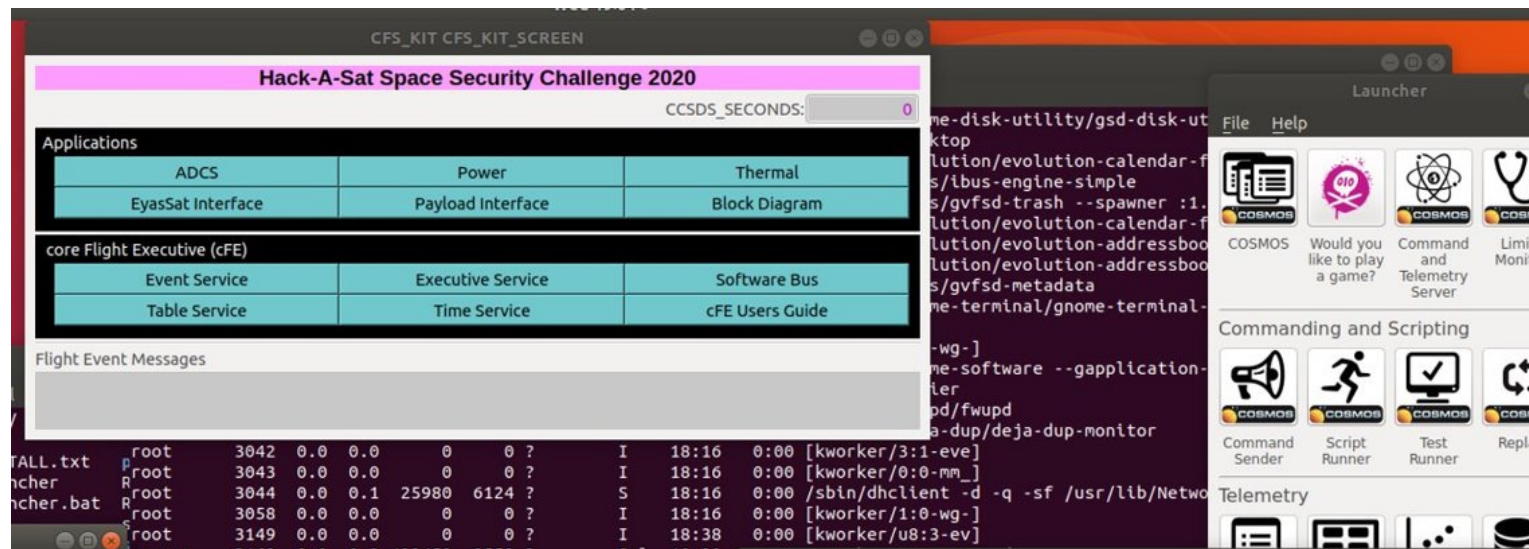 CFS_KIT CFS_KIT_SCREEN
Hack-A-Sat Space Security Challenge 2020
CCSDS_SECONDS: 0
Applications
ADCS Power Thermal
EyasSat Interface Payload Interface Block Diagram
core Flight Executive (cFE)
Event Service Executive Service Software Bus
Table Service Time Service cFE Users Guide
Flight Event Messages
me-disk-utility/gsd-disk-ut
ktop
lution/evolution-calendar-f
s/ibus-engine-simple
s/gvfsd-trash --spawner :1.
lution/evolution-calendar-f
lution/evolution-addressboo
lution/evolution-addressboo
s/gvfsd-metadata
me-terminal/gnome-terminal-
-wg-]
me-software --gapplication-
ier
pd/fwupd
a-dup/deja-dup-monitor
root 3042 0.0 0.0 0 0 ? I 18:16 0:00 [kworker/3:1-eve]
root 3043 0.0 0.0 0 0 ? I 18:16 0:00 [kworker/0:0-mm_]
root 3044 0.0 0.1 25980 6124 ? S 18:16 0:00 /sbin/dhclient -d -q -sf /usr/lib/Netwo
root 3058 0.0 0.0 0 0 ? I 18:16 0:00 [kworker/1:0-wg-]
root 3149 0.0 0.0 0 0 ? I 18:38 0:00 [kworker/u8:3-ev]
TALL.txt p
ncher R
ncher.bat R
s
Launcher
File Help
COSMOS COSMOS COS
COSMOS
Would you
like to play
a game?
Command
and
Telemetry
Server
Limi
Moni
Commanding and Scripting
COSMOS COSMOS COSMOS COS
Command
Sender
Script
Runner
Test
Runner
Repl
Telemetry